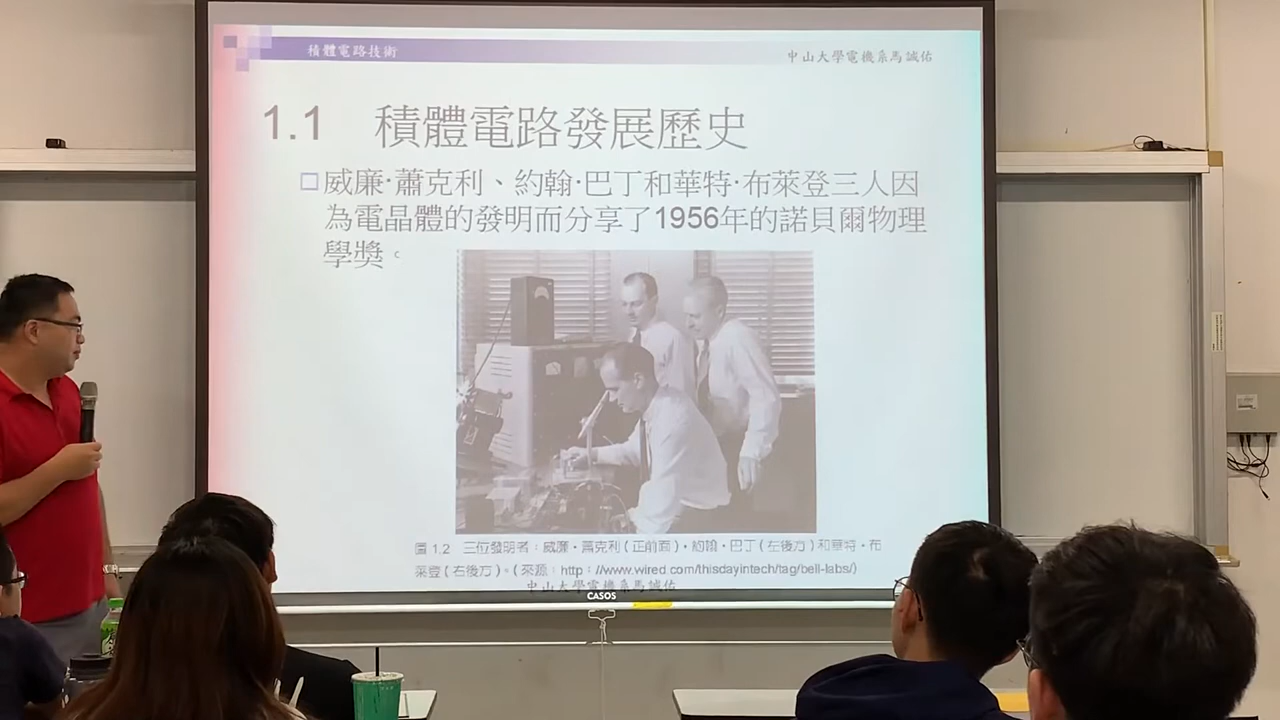 積體電路技術
中山大學電機系馬誠佑
1.1 積體電路發展歷史
威廉·蕭克利、約翰·巴丁和華特·布萊登三人因
為電晶體的發明而分享了1956年的諾貝爾物理
學獎。
圖 1.2 三位發明者：威廉·蕭克利(正前面)·約翰·巴丁(左後方)和華特·布
萊登(右後方)。(來源：http：//www.wired.com/thisdayintech/tag/bell-labs/)
中山大學電機系馬誠佑
CASOS